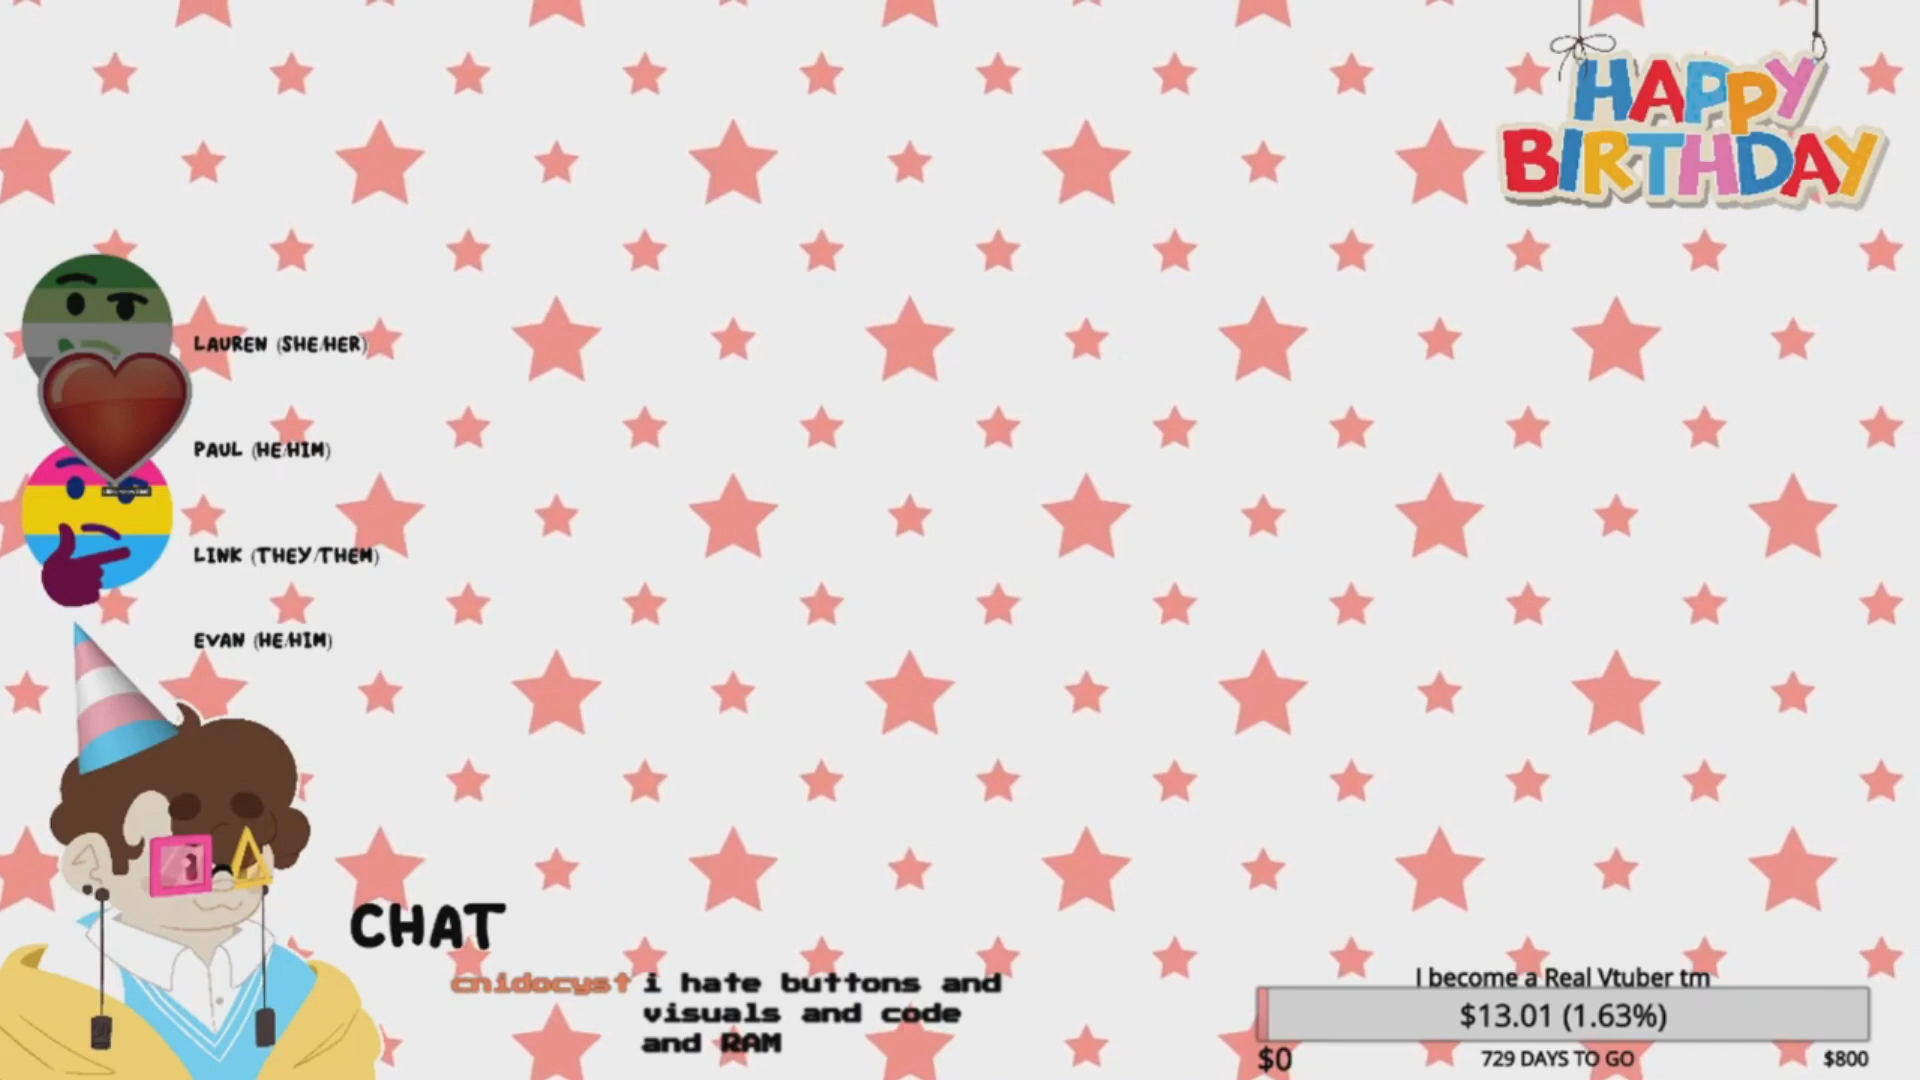 HAPPY
BIRTHDAY
LAUREN (SHE/HER)
PAUL (HE/HIM)
LINK (THEY/THEM)
EVAN (HE/HIM)
CHAT
cnidocyst i hate buttons and
visuals and code
and RAM
I become a Real Vtuber tm
$13.01 (1.63%)
$0 729 DAYS TO GO $800